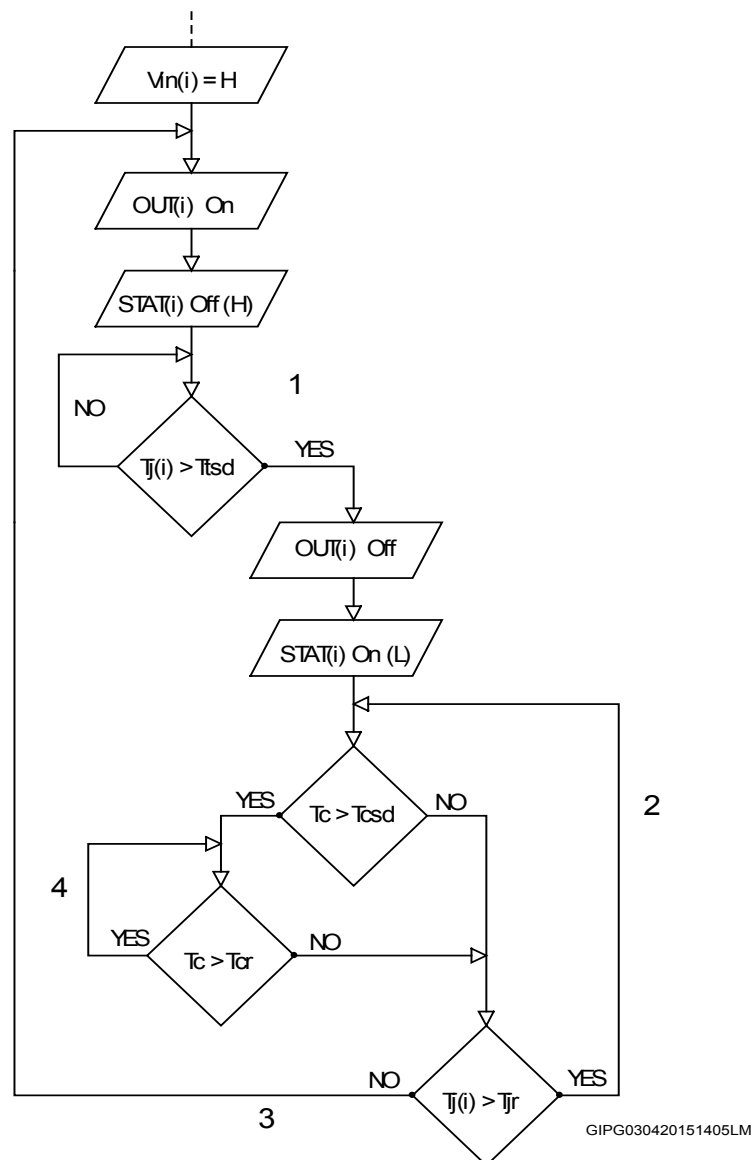 Vin(i) = H
OUT(i) On
STAT(i) Off (H)
1
NO
Tj(i) > Ttsd
YES
OUT(i) Off
STAT(i) On (L)
YES
Tc > Tcsd
NO
2
4
YES
Tc > Tcr
NO
NO
Tj(i) > Tjr
YES
3
GIPG030420151405LM